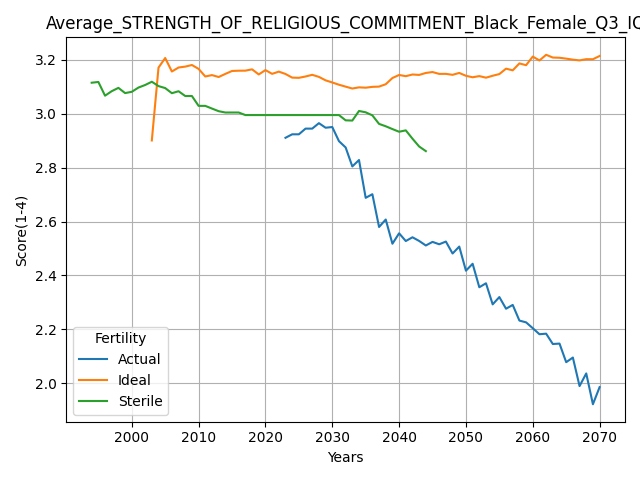 Average_STRENGTH_OF_RELIGIOUS_COMMITMENT_Black_Female_Q3_IQ
3.2
3.0
2.8
2.6
2.4
2.2
2.0
Score(1-4)
Fertility
Actual
Ideal
Sterile
2000 2010 2020 2030 2040 2050 2060 2070
Years